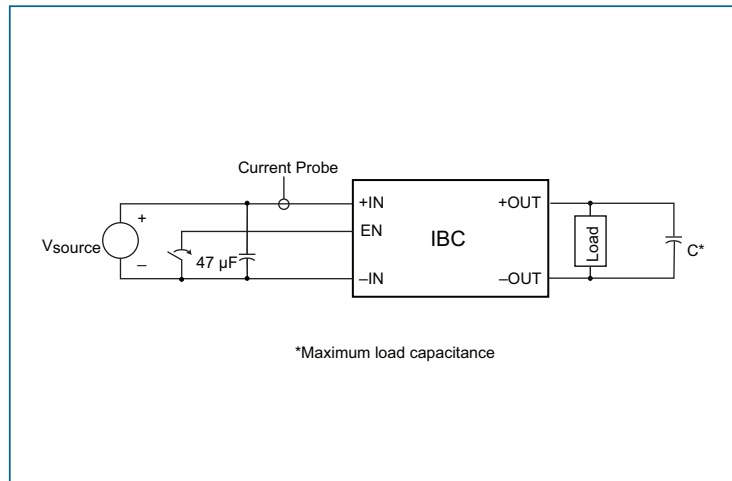 Current Probe
+IN
+OUT
+
EN
IBC
Vsource
Load
C*
–
47 µF
–IN
–OUT
*Maximum load capacitance